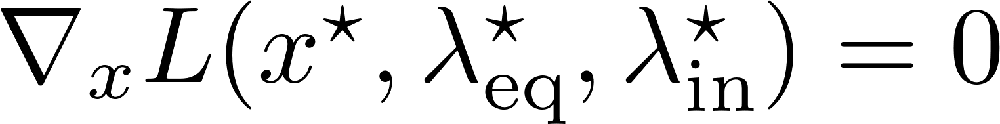 ∇ₓL(x*, λ*_eq, λ*_in) = 0